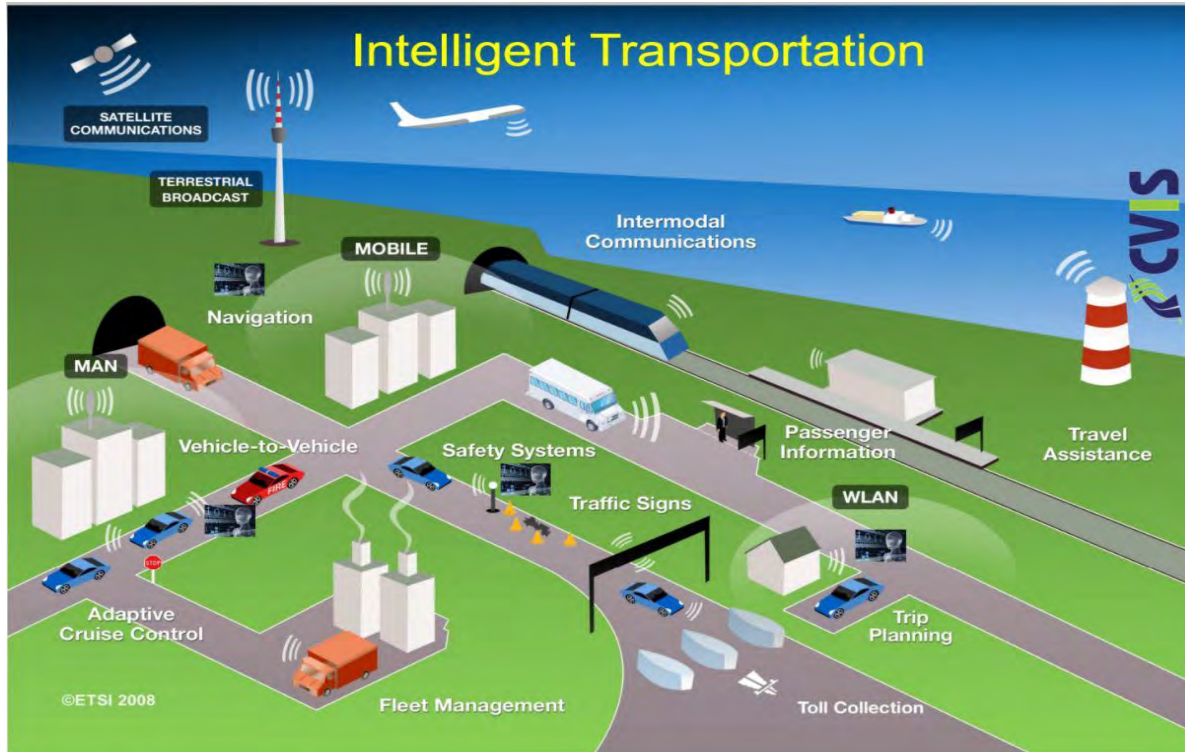 Intelligent Transportation
SATELLITE
COMMUNICATIONS
TERRESTRIAL
BROADCAST
Intermodal
Communications
CVIS
MOBILE
Navigation
MAN
Vehicle-to-Vehicle
Safety Systems
Passenger
Information
Travel
Assistance
FIRE
Traffic Signs
WLAN
STOP
Adaptive
Cruise Control
Trip
Planning
©ETSI 2008
Fleet Management
Toll Collection